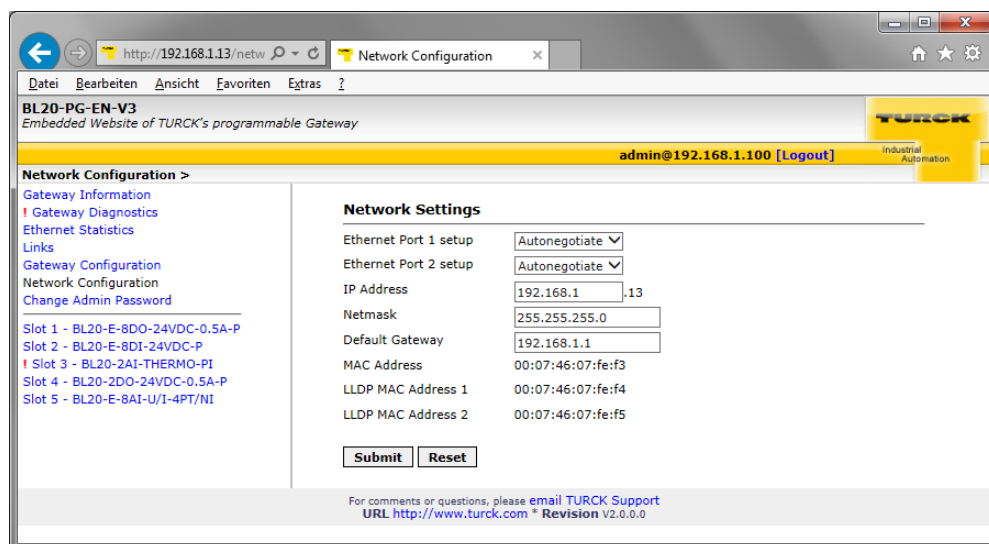 http://192.168.1.13/netw
Network Configuration
Datei Bearbeiten Ansicht Favoriten Extras ?
BL20-PG-EN-V3
Embedded Website of TURCK's programmable Gateway
TURCK
Industrial
Automation
admin@192.168.1.100 [Logout]
Network Configuration >
Gateway Information
! Gateway Diagnostics
Ethernet Statistics
Links
Gateway Configuration
Network Configuration
Change Admin Password
Slot 1 - BL20-E-8DO-24VDC-0.5A-P
Slot 2 - BL20-E-8DI-24VDC-P
! Slot 3 - BL20-2AI-THERMO-PI
Slot 4 - BL20-2DO-24VDC-0.5A-P
Slot 5 - BL20-E-8AI-U/I-4PT/NI
Network Settings
Ethernet Port 1 setup Autonegotiate
Ethernet Port 2 setup Autonegotiate
IP Address 192.168.1 .13
Netmask 255.255.255.0
Default Gateway 192.168.1.1
MAC Address 00:07:46:07:fe:f3
LLDP MAC Address 1 00:07:46:07:fe:f4
LLDP MAC Address 2 00:07:46:07:fe:f5
Submit Reset
For comments or questions, please email TURCK Support
URL http://www.turck.com * Revision V2.0.0.0